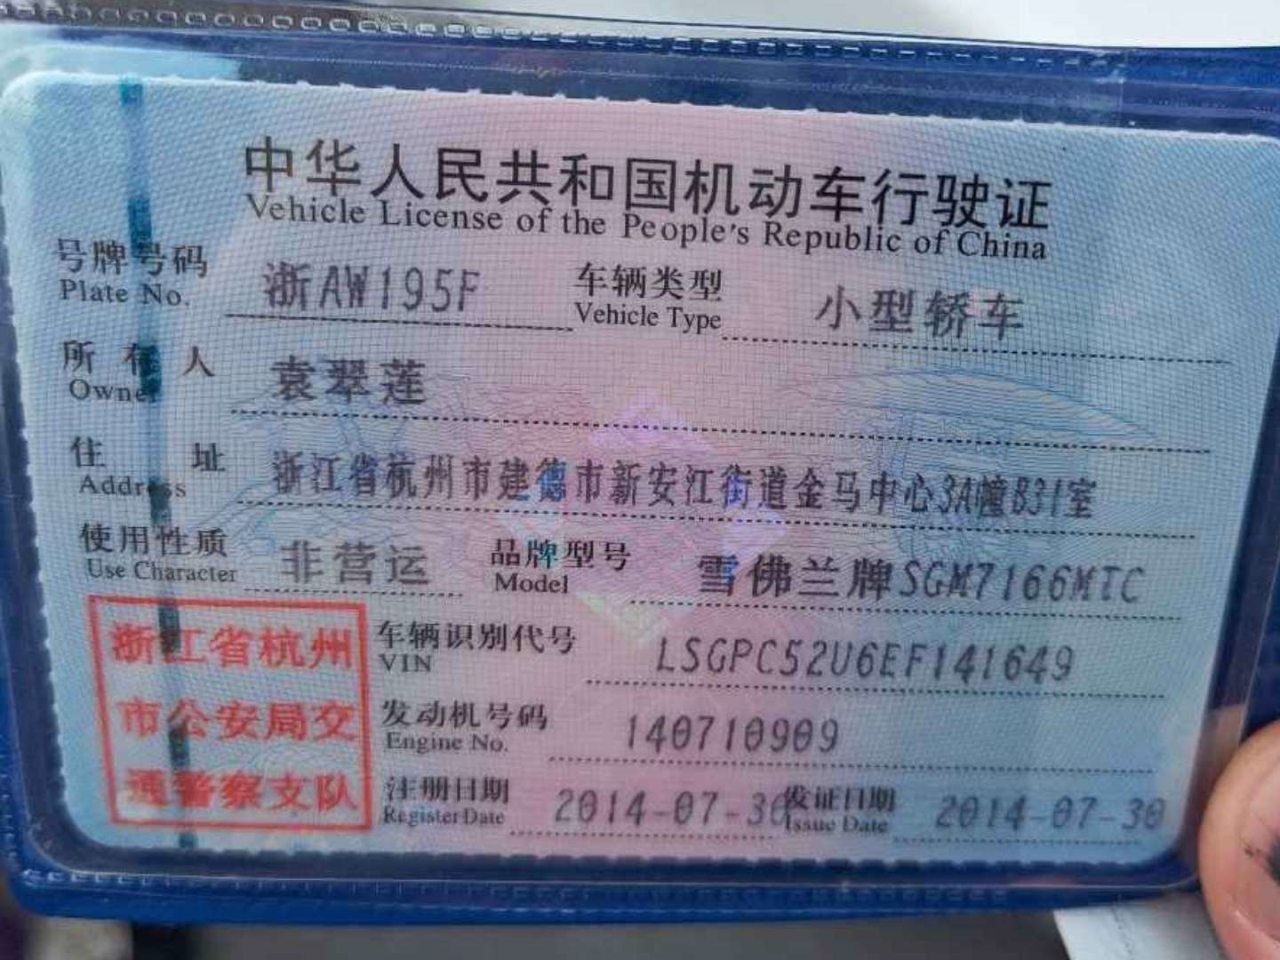 中华人民共和国机动车行驶证
Vehicle License of the People's Republic of China
号牌号码 浙AW195F 车辆类型 小型轿车
Plate No. Vehicle Type
所有人 袁翠莲
Owner
住址 浙江省杭州市建德市新安江街道金马中心3A幢B31室
Address
使用性质 非营运 品牌型号 雪佛兰牌SGM7166MTC
Use Character Model
浙江省杭州
市公安局交
通警察支队
车辆识别代号 LSGPC52U6EF141649
VIN
发动机号码 140710909
Engine No.
注册日期 2014-07-30 发证日期 2014-07-30
Register Date Issue Date